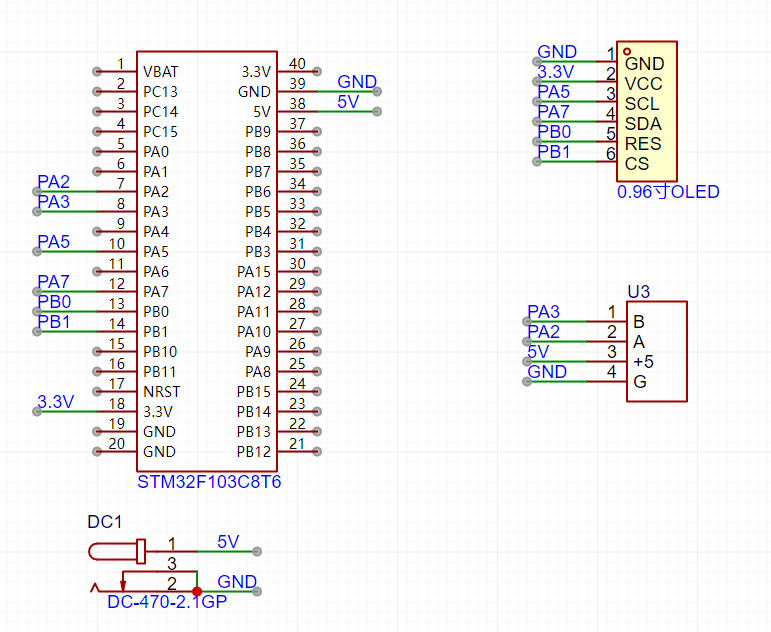 1 VBAT 3.3V 40
2 PC13 GND 39 GND
3 PC14 5V 38 5V
4 PC15 PB9 37
5 PA0 PB8 36
6 PA1 PB7 35
PA2 7 PA2 PB6 34
PA3 8 PA3 PB5 33
9 PA4 PB4 32
PA5 10 PA5 PB3 31
11 PA6 PA15 30
PA7 12 PA7 PA12 29
PB0 13 PB0 PA11 28
PB1 14 PB1 PA10 27
15 PB10 PA9 26
16 PB11 PA8 25
17 NRST PB15 24
3.3V 18 3.3V PB14 23
19 GND PB13 22
20 GND PB12 21
STM32F103C8T6
GND 1 GND
3.3V 2 VCC
PA5 3 SCL
PA7 4 SDA
PB0 5 RES
PB1 6 CS
0.96寸OLED
U3
PA3 1 B
PA2 2 A
5V 3 +5
GND 4 G
DC1
1 5V
3
2 GND
DC-470-2.1GP